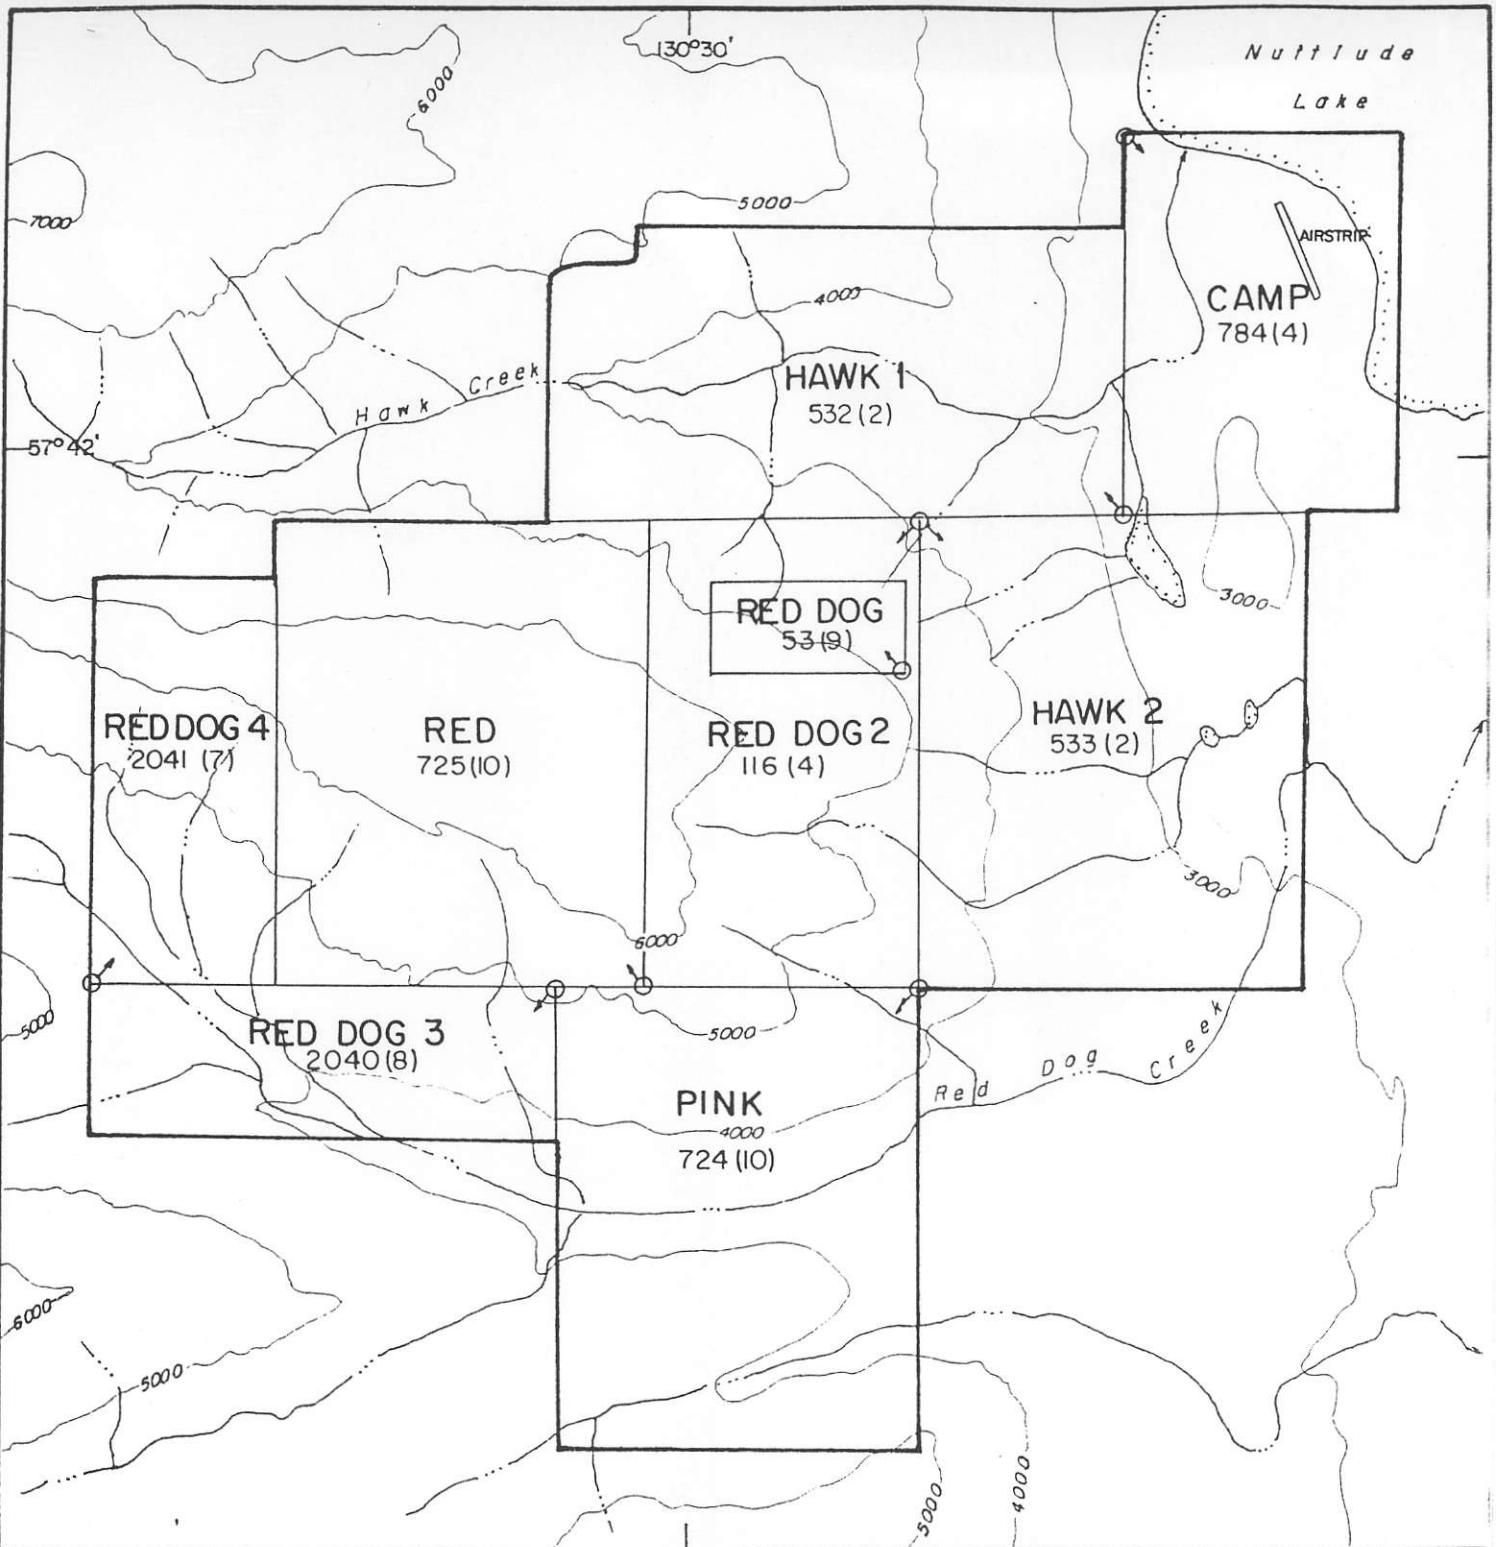 130°30'
Nuttlude
Lake
6000
7000
5000
AIRSTRIP
CAMP
784(4)
4000
HAWK 1
532(2)
Hawk Creek
57°42'
3000
RED DOG
53(9)
RED DOG 4
2041 (7)
RED
725(10)
RED DOG 2
116(4)
HAWK 2
533(2)
3000
6000
5000
5000
RED DOG 3
2040(8)
Red Dog Creek
PINK
4000
724(10)
6000
5000
5000
4000